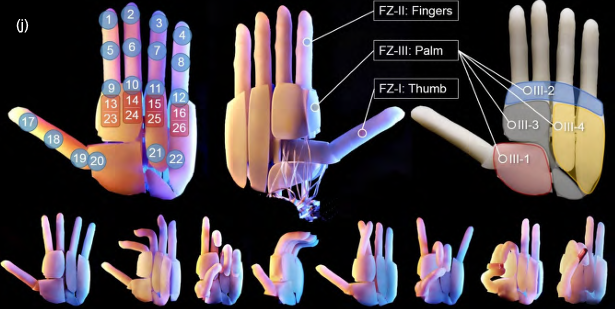 (j)
1 2 3 4
5 6 7 8
9 10 11 12
13 14 15 16
23 24 25 26
17 18 19 20 21 22
FZ-II: Fingers
FZ-III: Palm
FZ-I: Thumb
III-2
III-3 III-4
III-1